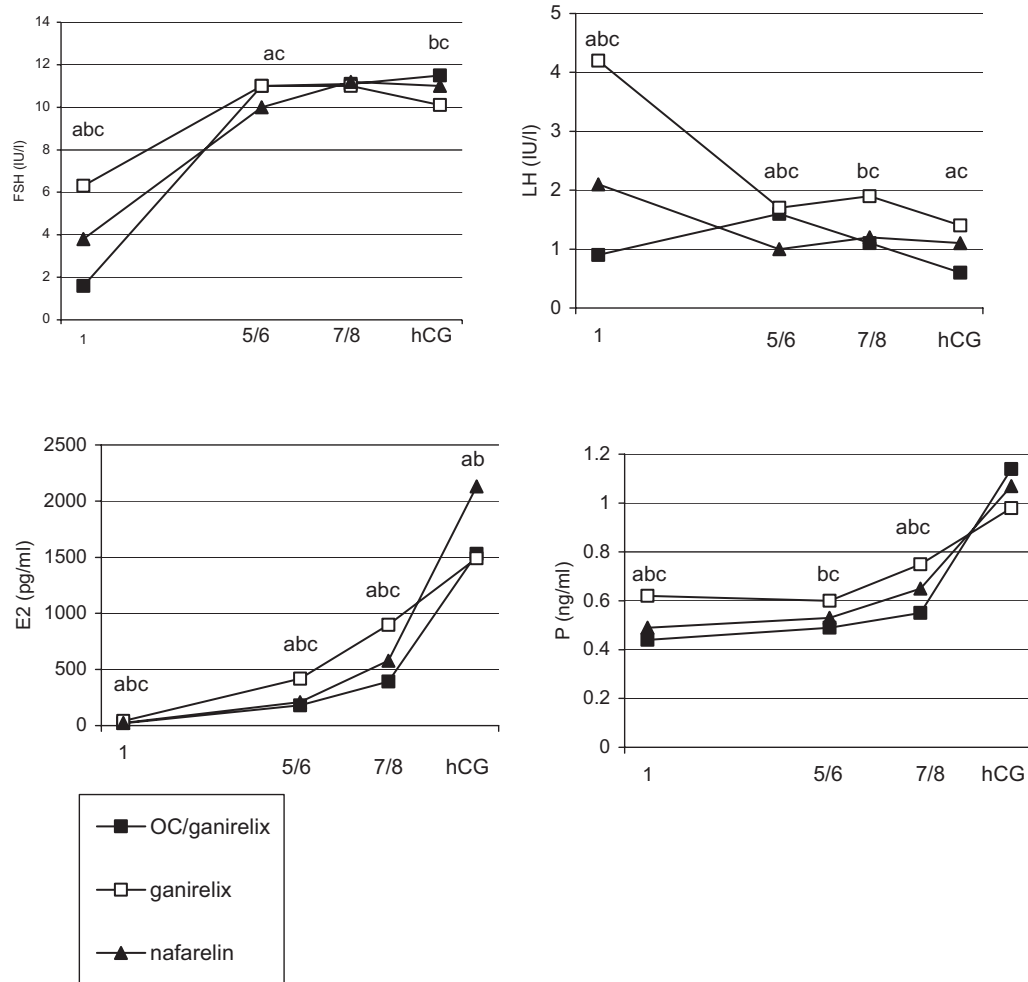 14
12
10
8
6
4
2
0
FSH (IU/l)
abc
ac
bc
1
5/6
7/8
hCG
5
4
3
2
1
0
LH (IU/l)
abc
abc
bc
ac
1
5/6
7/8
hCG
2500
2000
1500
1000
500
0
E2 (pg/ml)
abc
abc
abc
ab
1
5/6
7/8
hCG
1.2
1
0.8
0.6
0.4
0.2
0
P (ng/ml)
abc
bc
abc
1
5/6
7/8
hCG
OC/ganirelix
ganirelix
nafarelin